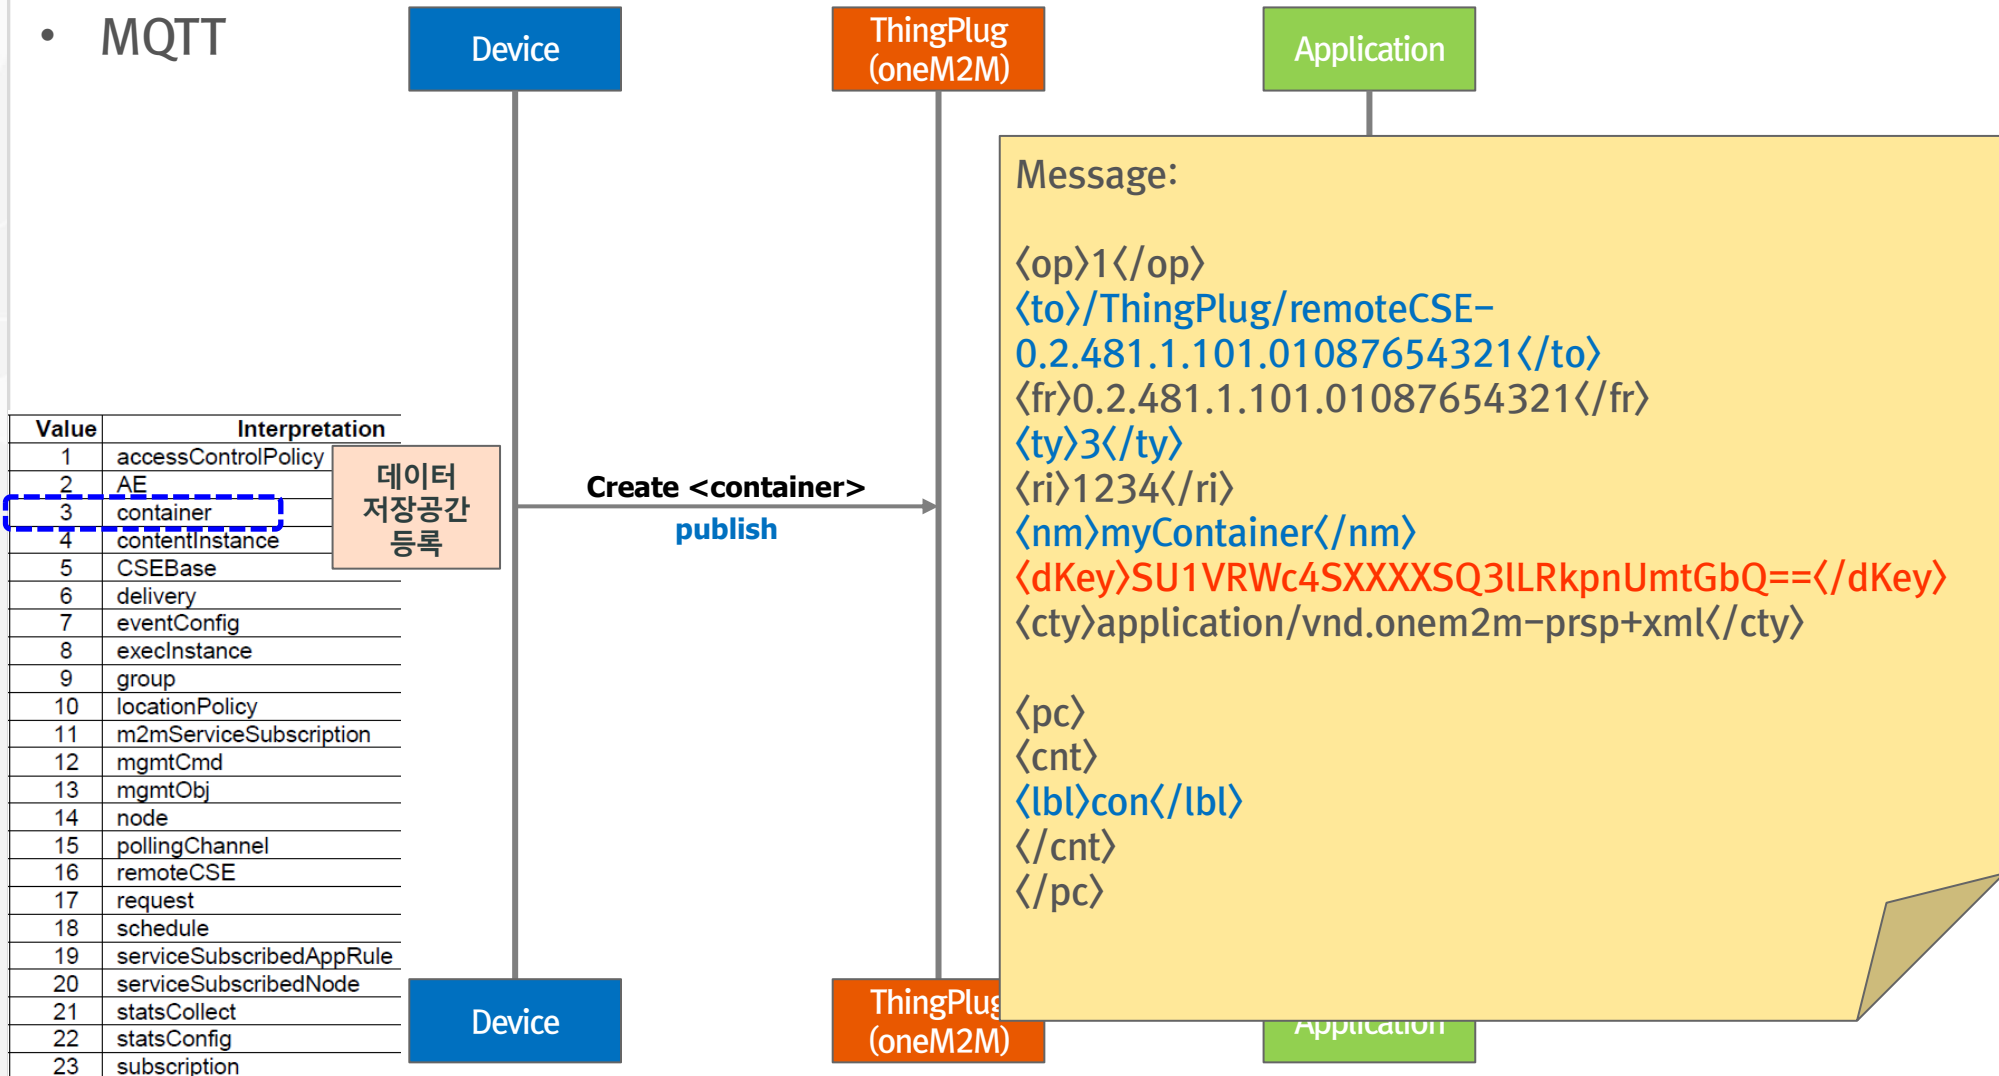 • MQTT
Device
ThingPlug
(oneM2M)
Application
Message:
〈op〉1〈/op〉
〈to〉/ThingPlug/remoteCSE-
0.2.481.1.101.01087654321〈/to〉
〈fr〉0.2.481.1.101.01087654321〈/fr〉
〈ty〉3〈/ty〉
〈ri〉1234〈/ri〉
〈nm〉myContainer〈/nm〉
〈dKey〉SU1VRWc4SXXXXSQ3lLRkpnUmtGbQ==〈/dKey〉
〈cty〉application/vnd.onem2m-prsp+xml〈/cty〉
〈pc〉
〈cnt〉
〈lbl〉con〈/lbl〉
〈/cnt〉
〈/pc〉
Value Interpretation
1 accessControlPolicy
2 AE
3 container
4 contentInstance
5 CSEBase
6 delivery
7 eventConfig
8 execInstance
9 group
10 locationPolicy
11 m2mServiceSubscription
12 mgmtCmd
13 mgmtObj
14 node
15 pollingChannel
16 remoteCSE
17 request
18 schedule
19 serviceSubscribedAppRule
20 serviceSubscribedNode
21 statsCollect
22 statsConfig
23 subscription
데이터
저장공간
등록
Create <container>
publish
Device
ThingPlug
(oneM2M)
Application